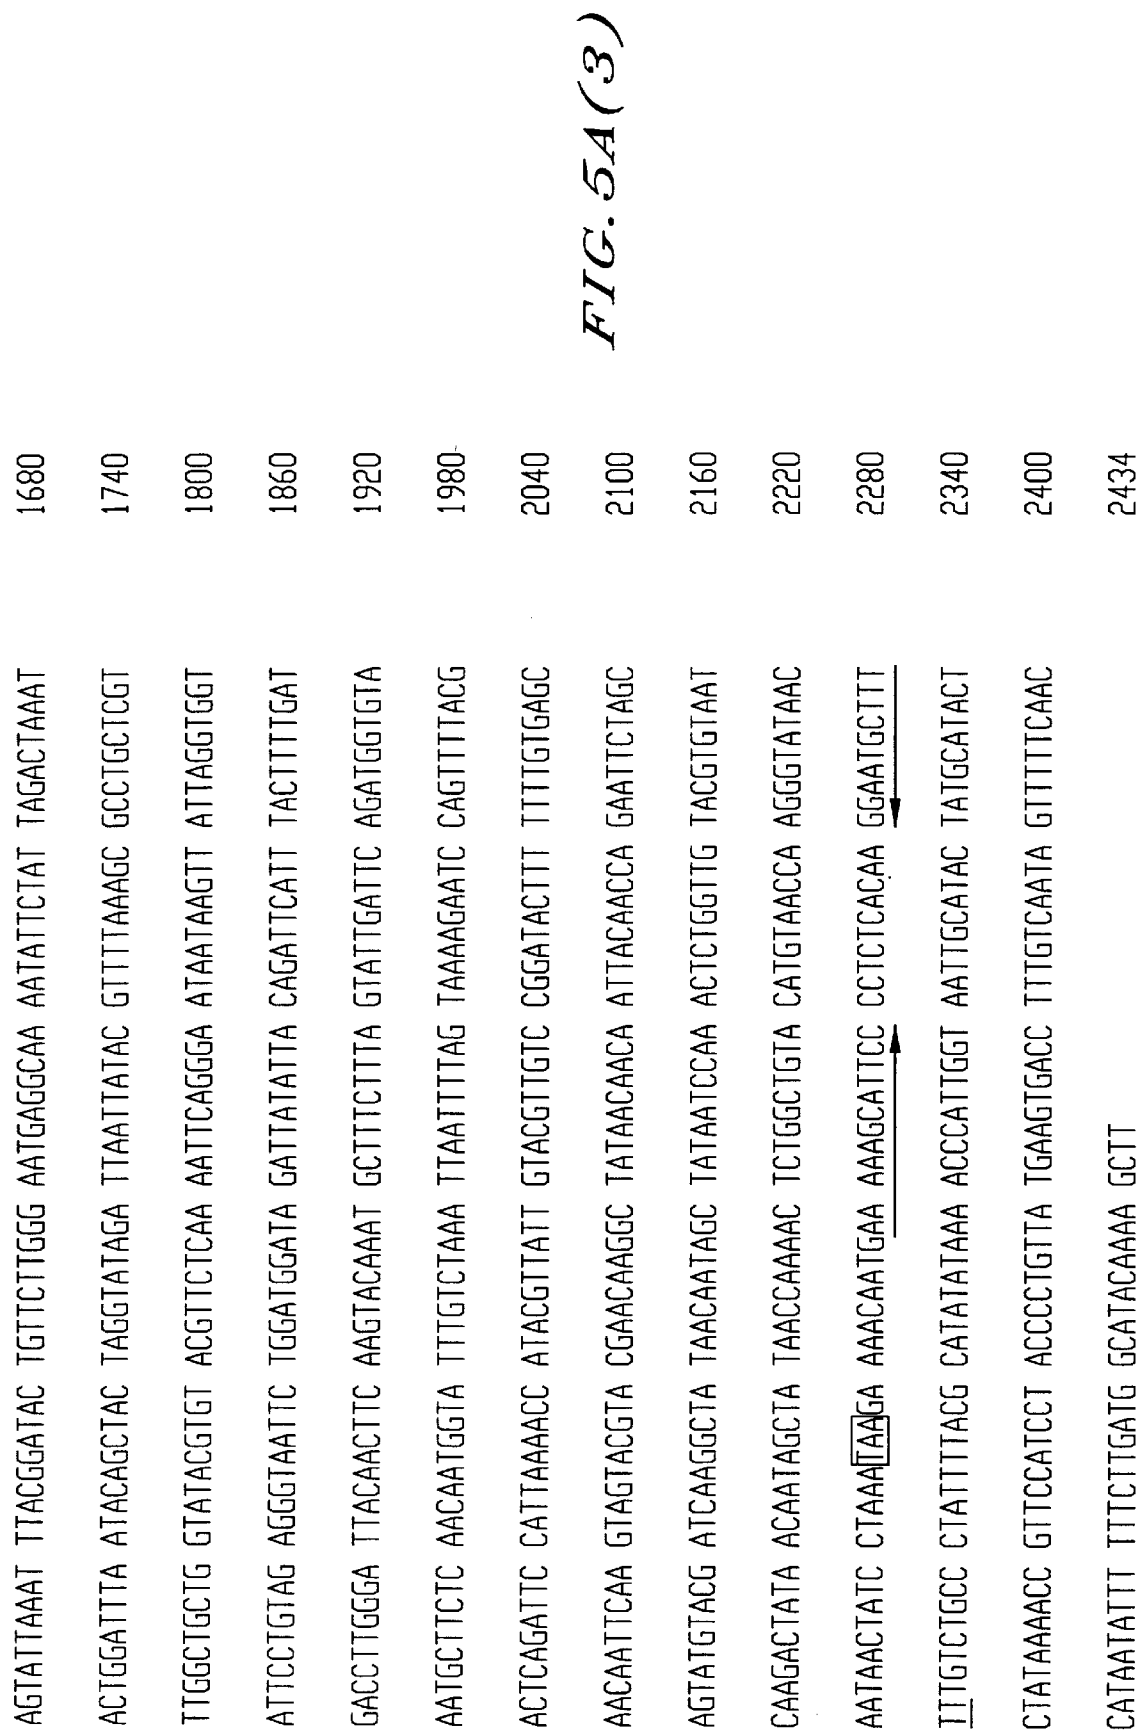 AGTATTAAAT TTACGGATAC TGTTCTTGGG AATGAGGCAA AATATTCTAT TAGACTAAAT 1680
ACTGGATTTA ATACAGCTAC TAGGTATAGA TTAATTATAC GTTTTAAAGC GCCTGCTCGT 1740
TTGGCTGCTG GTATACGTGT ACGTTCTCAA AATTCAGGGA ATAATAAGTT ATTAGGTGGT 1800
ATTCCTGTAG AGGGTAATTC TGGATGGATA GATTATATTA CAGATTCATT TACTTTTGAT 1860
GACCTTGGGA TTACAACTTC AAGTACAAAT GCTTTCTTTA GTATTGATTC AGATGGTGTA 1920
AATGCTTCTC AACAATGGTA TTTGTCTAAA TTAATTTTAG TAAAAGAATC CAGTTTTACG 1980
ACTCAGATTC CATTAAAACC ATACGTTATT GTACGTTGTC CGGATACTTT TTTTGTGAGC 2040
AACAATTCAA GTAGTACGTA CGAACAAGGC TATAACAACA ATTACAACCA GAATTCTAGC 2100
AGTATGTACG ATCAAGGCTA TAACAATAGC TATAATCCAA ACTCTGGTTG TACGTGTAAT 2160
CAAGACTATA ACAATAGCTA TAACCAAAAC TCTGGCTGTA CATGTAACCA AGGGTATAAC 2220
AATAACTATC CTAAATAAGA AAACAATGAA AAAGCATTCC CCTCTCACAA GGAATGCTTT 2280
TTTGTCTGCC CTATTTTACG CATATATAAA ACCCATTGGT AATTGCATAC TATGCATACT 2340
CTATAAAACC GTTCCATCCT ACCCCTGTTA TGAAGTGACC TTTGTCAATA GTTTTTCAAC 2400
CATAATATTT TTTCTTGATG GCATACAAAA GCTT 2434
FIG. 5A(3)